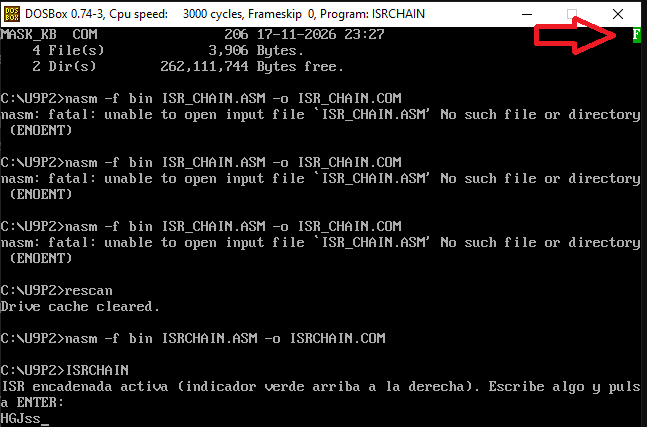 DOSBox 0.74-3, Cpu speed:    3000 cycles, Frameskip  0, Program: ISRCHAIN
MASK_KB  COM               206 17-11-2026 23:27                               F
    4 File(s)              3,906 Bytes.
    2 Dir(s)         262,111,744 Bytes free.
C:\U9P2>nasm -f bin ISR_CHAIN.ASM -o ISR_CHAIN.COM
nasm: fatal: unable to open input file `ISR_CHAIN.ASM' No such file or directory
 (ENOENT)
C:\U9P2>nasm -f bin ISR_CHAIN.ASM -o ISR_CHAIN.COM
nasm: fatal: unable to open input file `ISR_CHAIN.ASM' No such file or directory
 (ENOENT)
C:\U9P2>nasm -f bin ISR_CHAIN.ASM -o ISR_CHAIN.COM
nasm: fatal: unable to open input file `ISR_CHAIN.ASM' No such file or directory
 (ENOENT)
C:\U9P2>rescan
Drive cache cleared.
C:\U9P2>nasm -f bin ISRCHAIN.ASM -o ISRCHAIN.COM
C:\U9P2>ISRCHAIN
ISR encadenada activa (indicador verde arriba a la derecha). Escribe algo y puls
a ENTER:
HGJss_